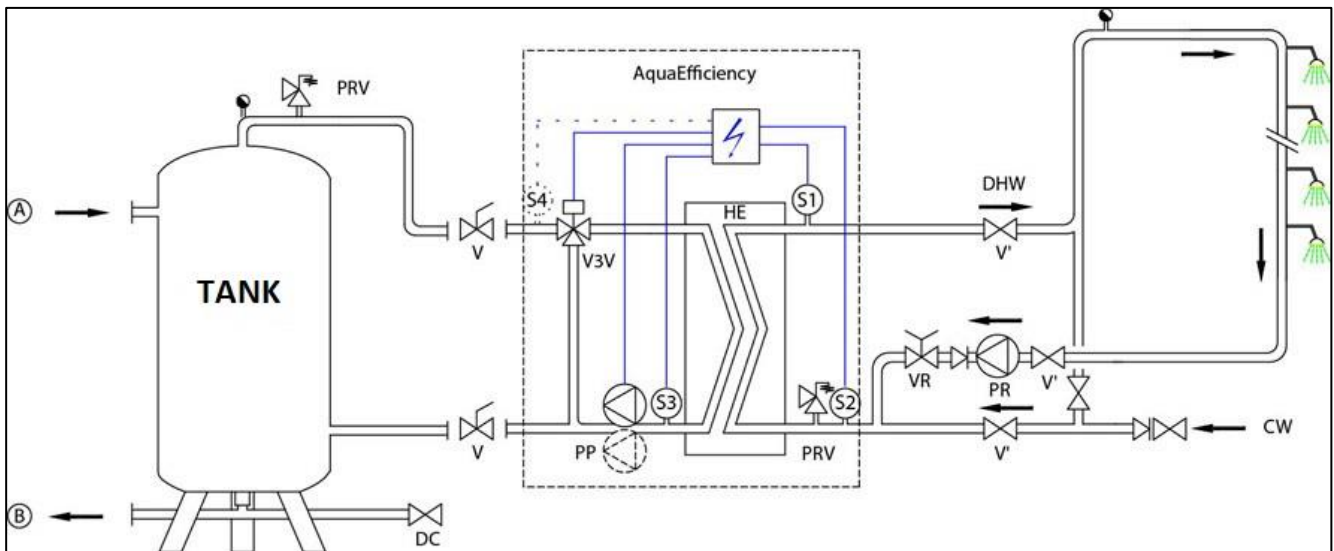 AquaEfficiency
PRV
A
S4
S1
DHW
HE
V
V3V
V'
TANK
VR
PR
V'
S3
S2
V
PP
PRV
V'
CW
B
DC